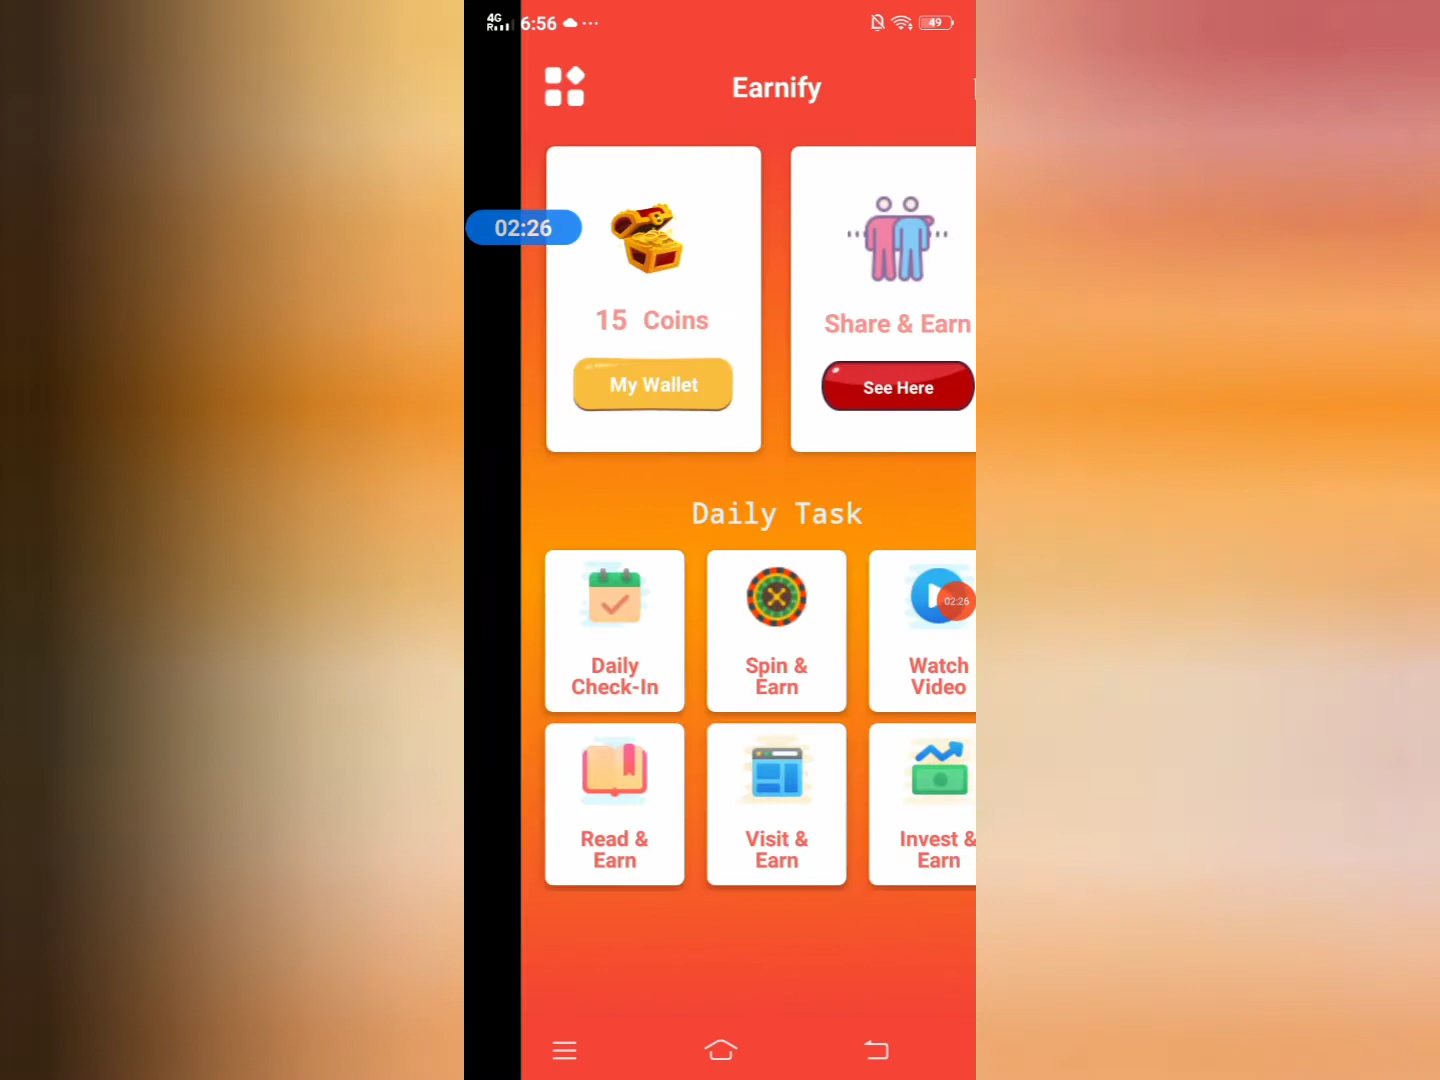 4G
R
6:56
49
Earnify
02:26
15 Coins
My Wallet
Share & Earn
See Here
Daily Task
Daily
Check-In
Spin &
Earn
Watch
Video
02:26
Read &
Earn
Visit &
Earn
Invest &
Earn